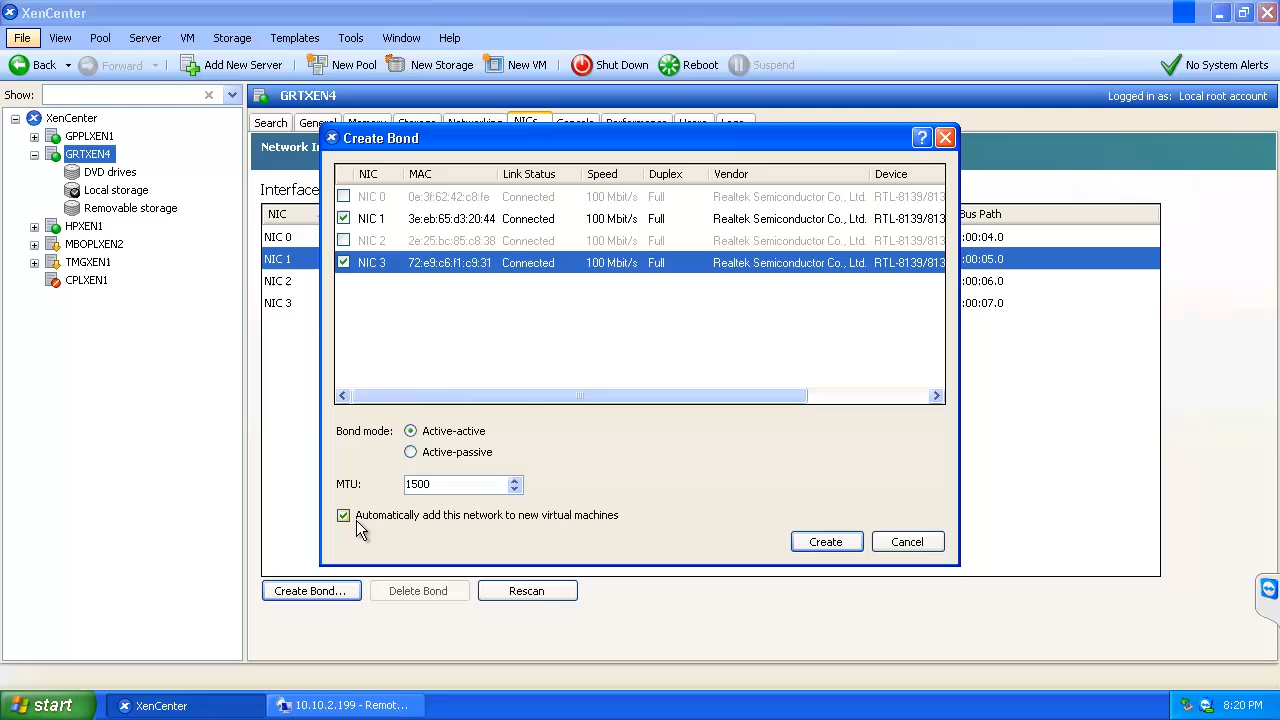 XenCenter
File View Pool Server VM Storage Templates Tools Window Help
Back Forward Add New Server New Pool New Storage New VM Shut Down Reboot Suspend No System Alerts
Show: GRTXEN4 Logged in as: Local root account
XenCenter
GPPLXEN1
GRTXEN4
DVD drives
Local storage
Removable storage
HPXEN1
MBOPLXEN2
TMGXEN1
CPLXEN1
Search General Memory Storage Networking NICs Console Performance Users Logs
Network In
Interface
NIC Bus Path
NIC 0 :00:04.0
NIC 1 :00:05.0
NIC 2 :00:06.0
NIC 3 :00:07.0
Create Bond
NIC MAC Link Status Speed Duplex Vendor Device
NIC 0 0e:3f:62:42:c8:fe Connected 100 Mbit/s Full Realtek Semiconductor Co., Ltd. RTL-8139/813
NIC 1 3e:eb:65:d3:20:44 Connected 100 Mbit/s Full Realtek Semiconductor Co., Ltd. RTL-8139/813
NIC 2 2e:25:bc:85:c8:38 Connected 100 Mbit/s Full Realtek Semiconductor Co., Ltd. RTL-8139/813
NIC 3 72:e9:c6:f1:c9:31 Connected 100 Mbit/s Full Realtek Semiconductor Co., Ltd. RTL-8139/813
Bond mode: Active-active
Active-passive
MTU: 1500
Automatically add this network to new virtual machines
Create Cancel
Create Bond... Delete Bond Rescan
start XenCenter 10.10.2.199 - Remot... 8:20 PM